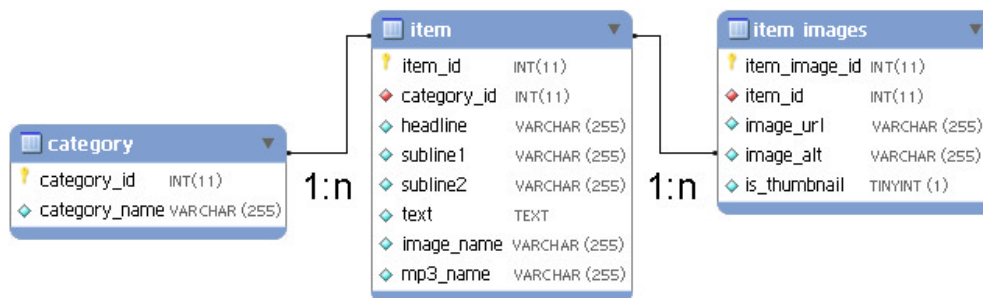 category
category_id INT(11)
category_name VARCHAR (255)
1:n
item
item_id INT(11)
category_id INT(11)
headline VARCHAR (255)
subline1 VARCHAR (255)
subline2 VARCHAR (255)
text TEXT
image_name VARCHAR (255)
mp3_name VARCHAR (255)
1:n
item images
item_image_id INT(11)
item_id INT(11)
image_url VARCHAR (255)
image_alt VARCHAR (255)
is_thumbnail TINYINT (1)